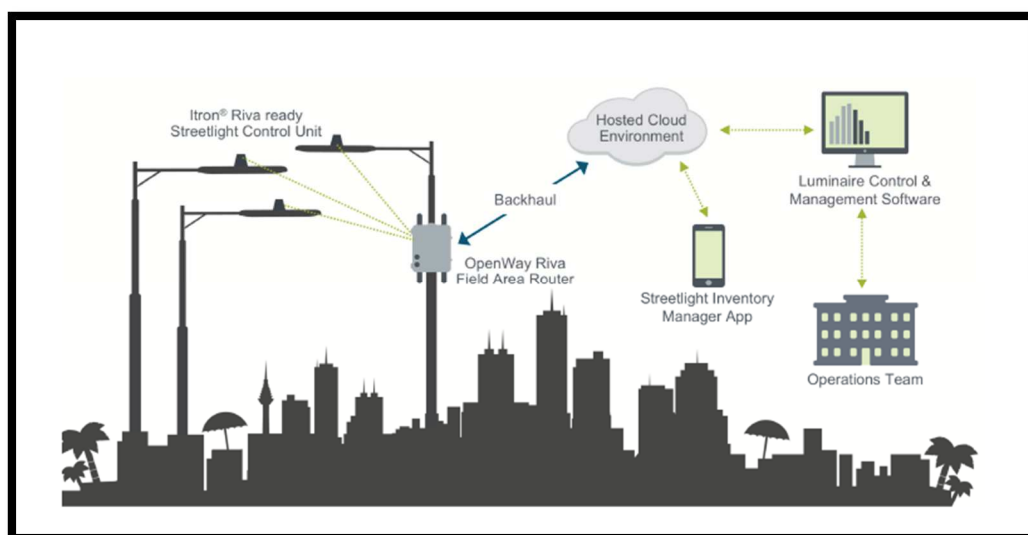 Itron® Riva ready
Streetlight Control Unit
Hosted Cloud
Environment
Backhaul
OpenWay Riva
Field Area Router
Luminaire Control &
Management Software
Streetlight Inventory
Manager App
Operations Team